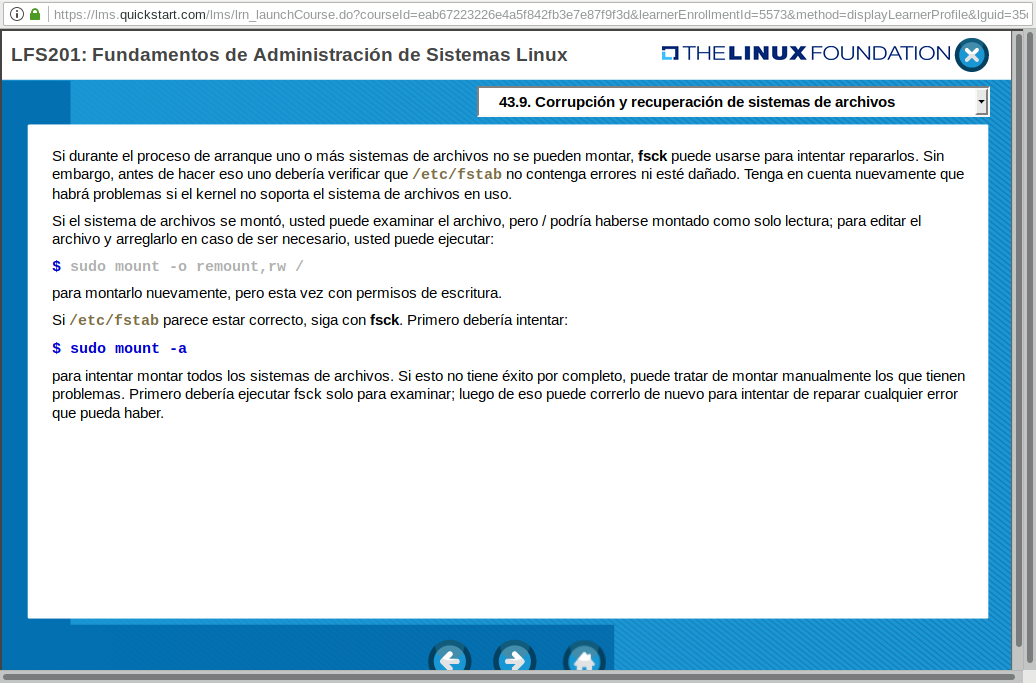 https://lms.quickstart.com/lms/lrn_launchCourse.do?courseId=eab67223226e4a5f842fb3e7e87f9f3d&learnerEnrollmentId=5573&method=displayLearnerProfile&lguid=35
LFS201: Fundamentos de Administración de Sistemas Linux
THE LINUX FOUNDATION
43.9. Corrupción y recuperación de sistemas de archivos
Si durante el proceso de arranque uno o más sistemas de archivos no se pueden montar, fsck puede usarse para intentar repararlos. Sin
embargo, antes de hacer eso uno debería verificar que /etc/fstab no contenga errores ni esté dañado. Tenga en cuenta nuevamente que
habrá problemas si el kernel no soporta el sistema de archivos en uso.
Si el sistema de archivos se montó, usted puede examinar el archivo, pero / podría haberse montado como solo lectura; para editar el
archivo y arreglarlo en caso de ser necesario, usted puede ejecutar:
$ sudo mount -o remount,rw /
para montarlo nuevamente, pero esta vez con permisos de escritura.
Si /etc/fstab parece estar correcto, siga con fsck. Primero debería intentar:
$ sudo mount -a
para intentar montar todos los sistemas de archivos. Si esto no tiene éxito por completo, puede tratar de montar manualmente los que tienen
problemas. Primero debería ejecutar fsck solo para examinar; luego de eso puede correrlo de nuevo para intentar de reparar cualquier error
que pueda haber.